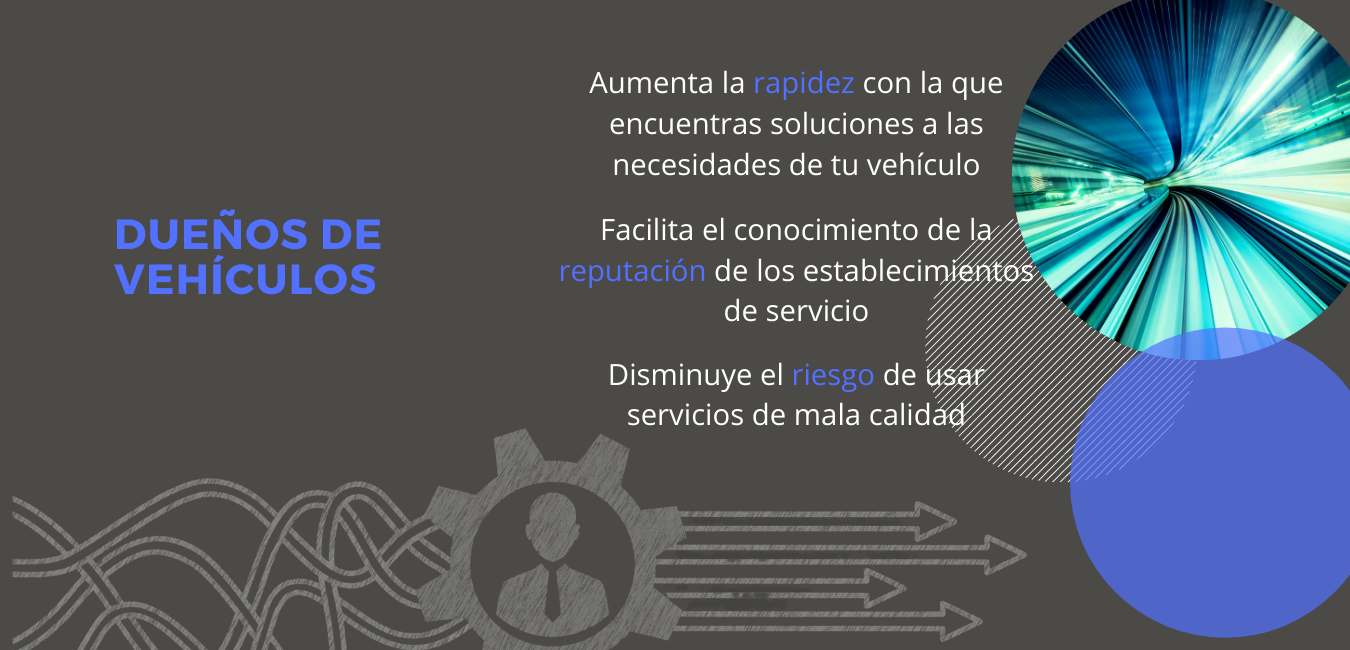 DUEÑOS DE
VEHÍCULOS
Aumenta la rapidez con la que
encuentras soluciones a las
necesidades de tu vehículo
Facilita el conocimiento de la
reputación de los establecimientos
de servicio
Disminuye el riesgo de usar
servicios de mala calidad